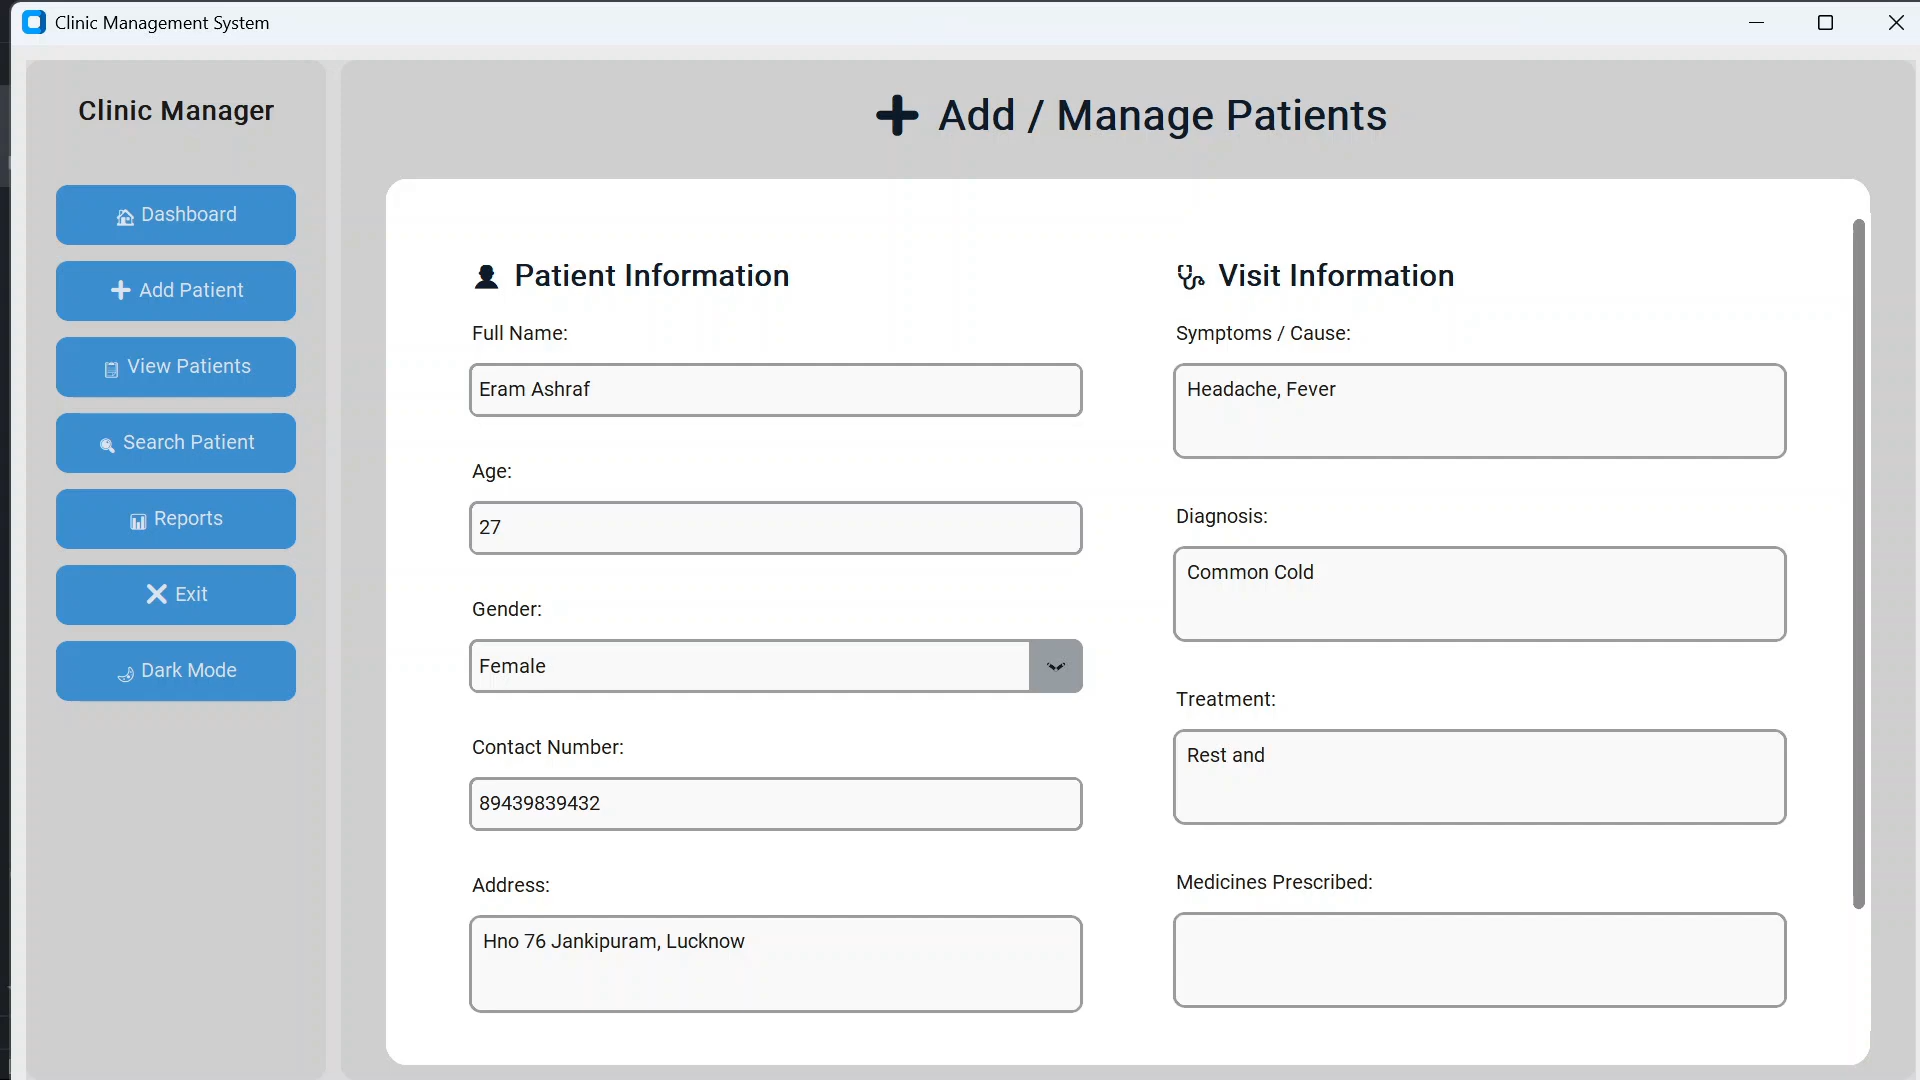 Clinic Management System
Clinic Manager
Dashboard
Add Patient
View Patients
Search Patient
Reports
Exit
Dark Mode
Add / Manage Patients
Patient Information
Full Name:
Eram Ashraf
Age:
27
Gender:
Female
Contact Number:
89439839432
Address:
Hno 76 Jankipuram, Lucknow
Visit Information
Symptoms / Cause:
Headache, Fever
Diagnosis:
Common Cold
Treatment:
Rest and
Medicines Prescribed: